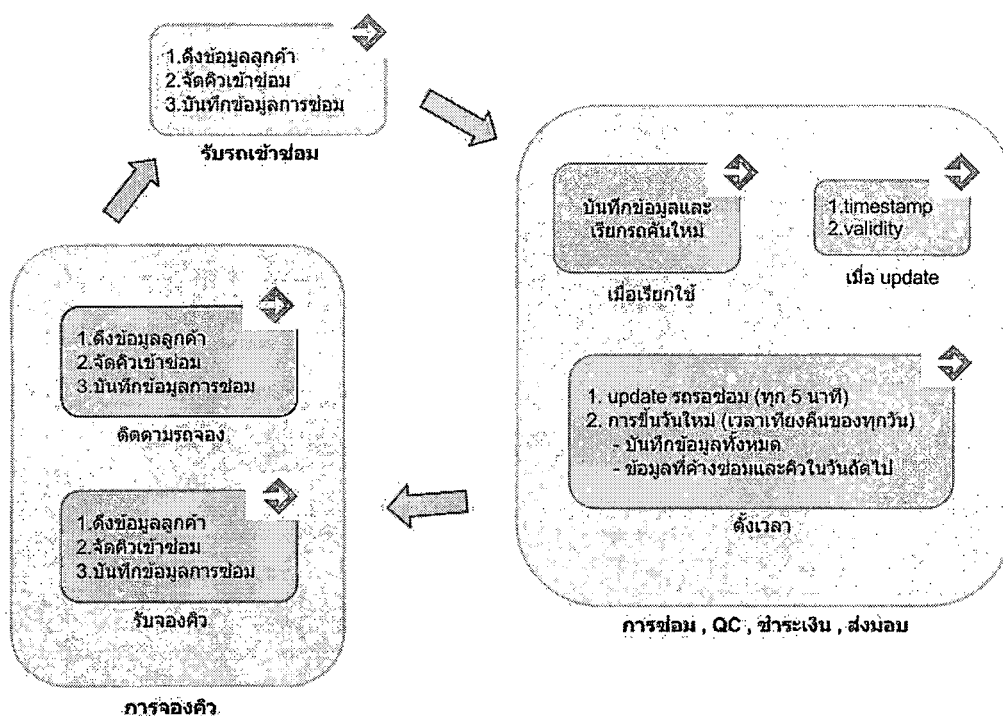 1.ดึงข้อมูลลูกค้า
2.จัดคิวเข้าซ่อม
3.บันทึกข้อมูลการซ่อม
รับรถเข้าซ่อม
บันทึกข้อมูลและ
เรียกรถคันใหม่
เมื่อเรียกใช้
1.timestamp
2.validity
เมื่อ update
1. update รถรอซ่อม (ทุก 5 นาที)
2. การขึ้นวันใหม่ (เวลาเที่ยงคืนของทุกวัน)
- บันทึกข้อมูลทั้งหมด
- ข้อมูลที่ค้างซ่อมและคิวในวันถัดไป
ตั้งเวลา
การซ่อม , QC , ชำระเงิน , ส่งมอบ
1.ดึงข้อมูลลูกค้า
2.จัดคิวเข้าซ่อม
3.บันทึกข้อมูลการซ่อม
ติดตามรถจอง
1.ดึงข้อมูลลูกค้า
2.จัดคิวเข้าซ่อม
3.บันทึกข้อมูลการซ่อม
รับจองคิว
การจองคิว